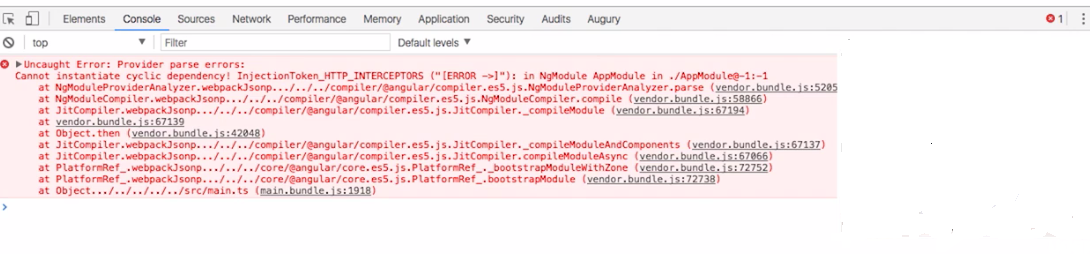 Elements Console Sources Network Performance Memory Application Security Audits Augury 1
top Filter Default levels
Uncaught Error: Provider parse errors:
Cannot instantiate cyclic dependency! InjectionToken_HTTP_INTERCEPTORS ("[ERROR ->]"): in NgModule AppModule in ./AppModule@-1:-1
at NgModuleProviderAnalyzer.webpackJsonp.../../../compiler/@angular/compiler.es5.js.NgModuleProviderAnalyzer.parse (vendor.bundle.js:5205
at NgModuleCompiler.webpackJsonp.../../../compiler/@angular/compiler.es5.js.NgModuleCompiler.compile (vendor.bundle.js:58866)
at JitCompiler.webpackJsonp.../../../compiler/@angular/compiler.es5.js.JitCompiler._compileModule (vendor.bundle.js:67194)
at vendor.bundle.js:67139
at Object.then (vendor.bundle.js:42048)
at JitCompiler.webpackJsonp.../../../compiler/@angular/compiler.es5.js.JitCompiler._compileModuleAndComponents (vendor.bundle.js:67137)
at JitCompiler.webpackJsonp.../../../compiler/@angular/compiler.es5.js.JitCompiler.compileModuleAsync (vendor.bundle.js:67066)
at PlatformRef_.webpackJsonp.../../../core/@angular/core.es5.js.PlatformRef_._bootstrapModuleWithZone (vendor.bundle.js:72752)
at PlatformRef_.webpackJsonp.../../../core/@angular/core.es5.js.PlatformRef_.bootstrapModule (vendor.bundle.js:72738)
at Object.../../../../../src/main.ts (main.bundle.js:1918)